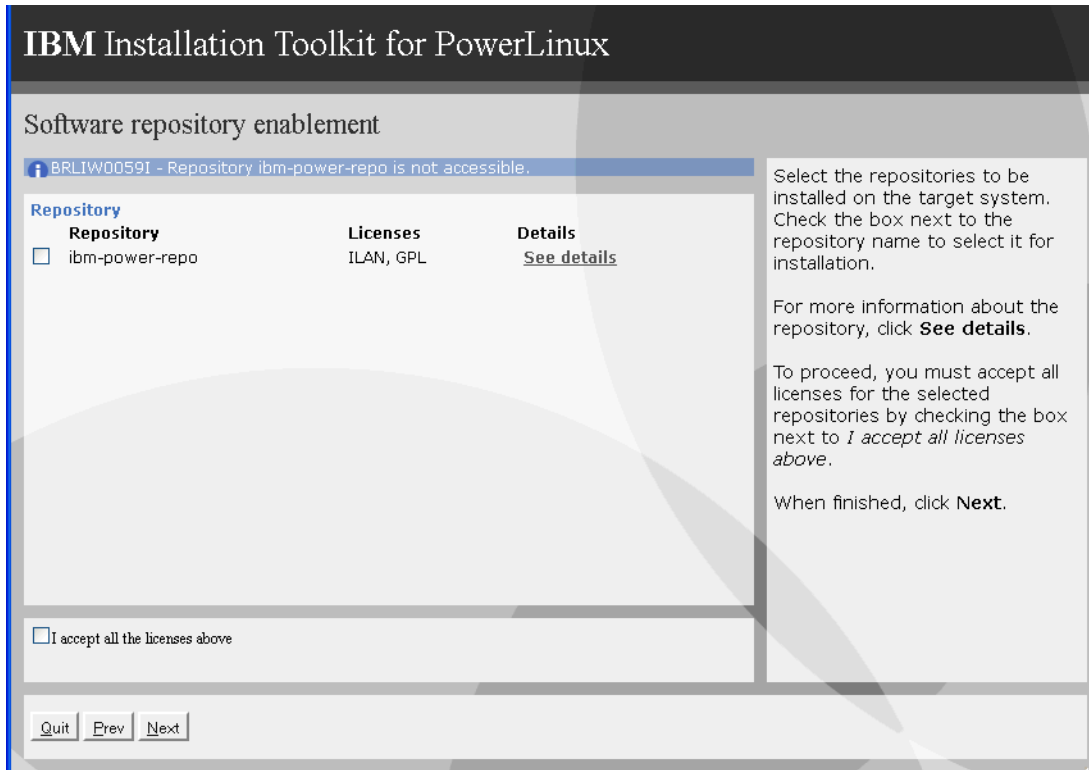 IBM Installation Toolkit for PowerLinux
Software repository enablement
BRLIW0059I - Repository ibm-power-repo is not accessible.
Repository
Repository Licenses Details
ibm-power-repo ILAN, GPL See details
I accept all the licenses above
Quit Prev Next
Select the repositories to be
installed on the target system.
Check the box next to the
repository name to select it for
installation.
For more information about the
repository, click See details.
To proceed, you must accept all
licenses for the selected
repositories by checking the box
next to I accept all licenses
above.
When finished, click Next.